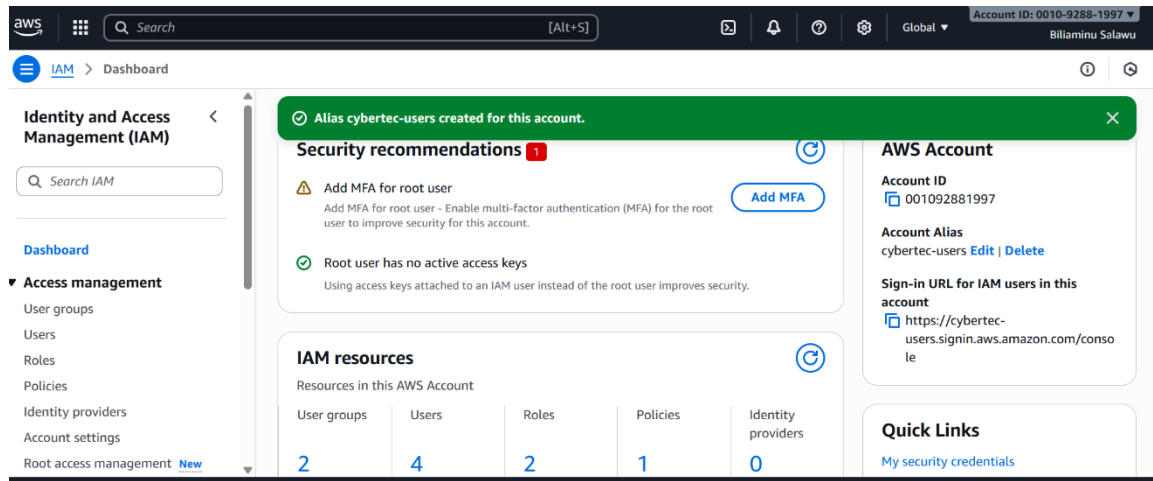 aws
Search
[Alt+S]
Global
Account ID: 0010-9288-1997
Biliaminu Salawu
IAM > Dashboard
Identity and Access
Management (IAM)
Search IAM
Dashboard
Access management
User groups
Users
Roles
Policies
Identity providers
Account settings
Root access management New
Alias cybertec-users created for this account.
Security recommendations 1
Add MFA for root user
Add MFA for root user - Enable multi-factor authentication (MFA) for the root
user to improve security for this account.
Add MFA
Root user has no active access keys
Using access keys attached to an IAM user instead of the root user improves security.
IAM resources
Resources in this AWS Account
User groups
Users
Roles
Policies
Identity
providers
2
4
2
1
0
AWS Account
Account ID
001092881997
Account Alias
cybertec-users Edit | Delete
Sign-in URL for IAM users in this
account
https://cybertec-
users.signin.aws.amazon.com/conso
le
Quick Links
My security credentials